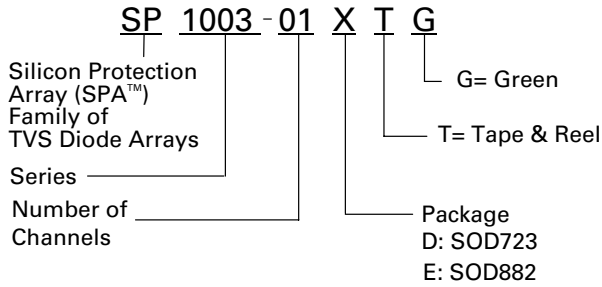 SP 1003 - 01 X T G
Silicon Protection
Array (SPA™)
Family of
TVS Diode Arrays
G= Green
T= Tape & Reel
Series
Number of
Channels
Package
D: SOD723
E: SOD882